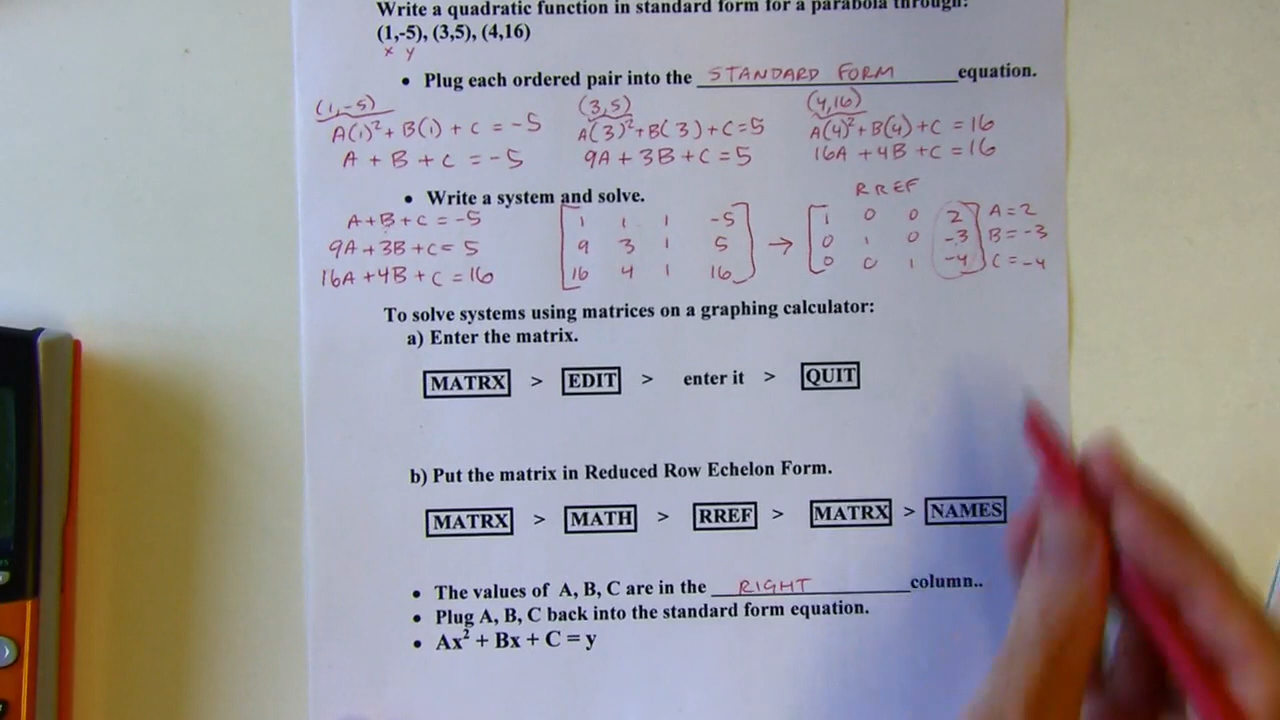 Write a quadratic function in standard form for a parabola through:
(1,-5), (3,5), (4,16)
x y
• Plug each ordered pair into the STANDARD FORM equation.
(1,-5) (3,5) (4,16)
A(1)²+B(1)+C=-5 A(3)²+B(3)+C=5 A(4)²+B(4)+C=16
A+B+C=-5 9A+3B+C=5 16A+4B+C=16
• Write a system and solve. RREF
A+B+C=-5 [1 1 1 -5] [1 0 0 2] A=2
9A+3B+C=5 [9 3 1 5] → [0 1 0 -3] B=-3
16A+4B+C=16 [16 4 1 16] [0 0 1 -4] C=-4
To solve systems using matrices on a graphing calculator:
a) Enter the matrix.
MATRX > EDIT > enter it > QUIT
b) Put the matrix in Reduced Row Echelon Form.
MATRX > MATH > RREF > MATRX > NAMES
• The values of A, B, C are in the RIGHT column..
• Plug A, B, C back into the standard form equation.
• Ax² + Bx + C = y